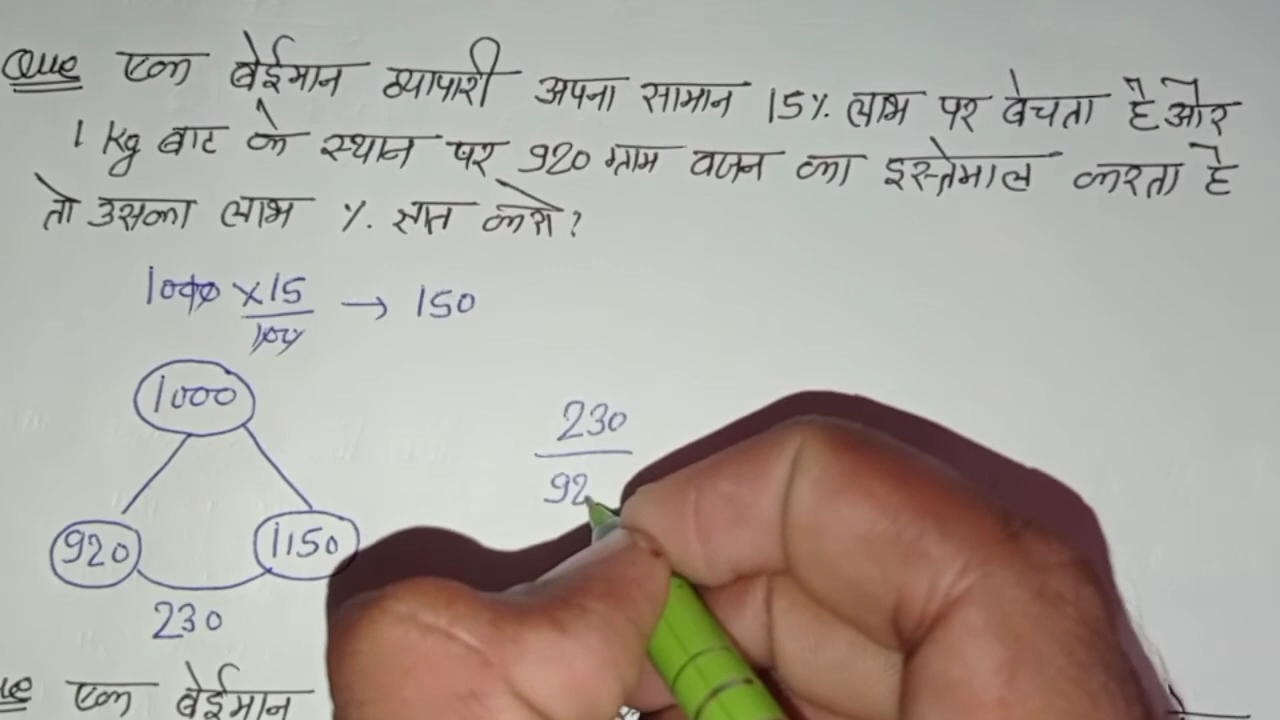 Que एक बेईमान व्यापारी अपना सामान 15% लाभ पर बेचता है और
1 kg बाट के स्थान पर 920 ग्राम वजन का इस्तेमाल करता है
तो उसका लाभ % ज्ञात करो?
1000 × 15 / 100 → 150
1000
920 1150
230
230
92
Que एक बेईमान